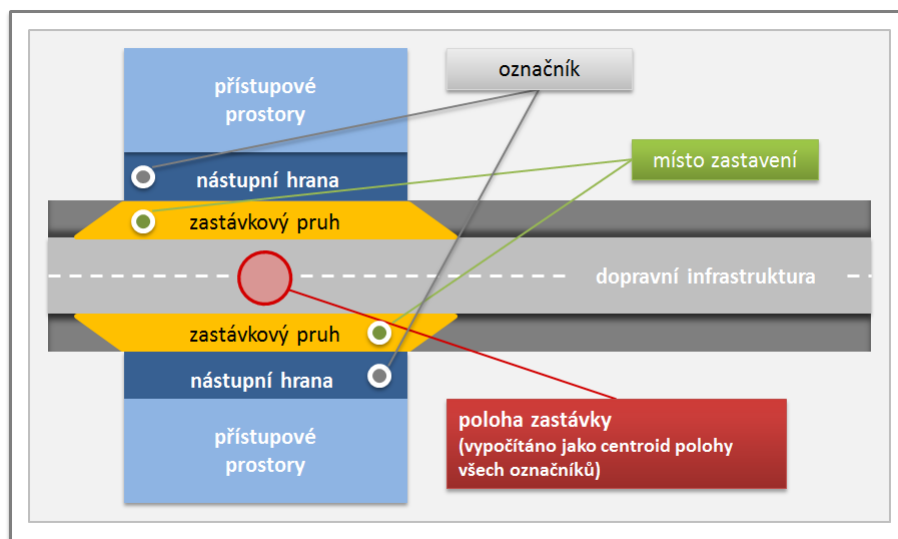 přístupové
prostory
označník
místo zastavení
nástupní hrana
zastávkový pruh
dopravní infrastruktura
zastávkový pruh
nástupní hrana
přístupové
prostory
poloha zastávky
(vypočítáno jako centroid polohy
všech označníků)